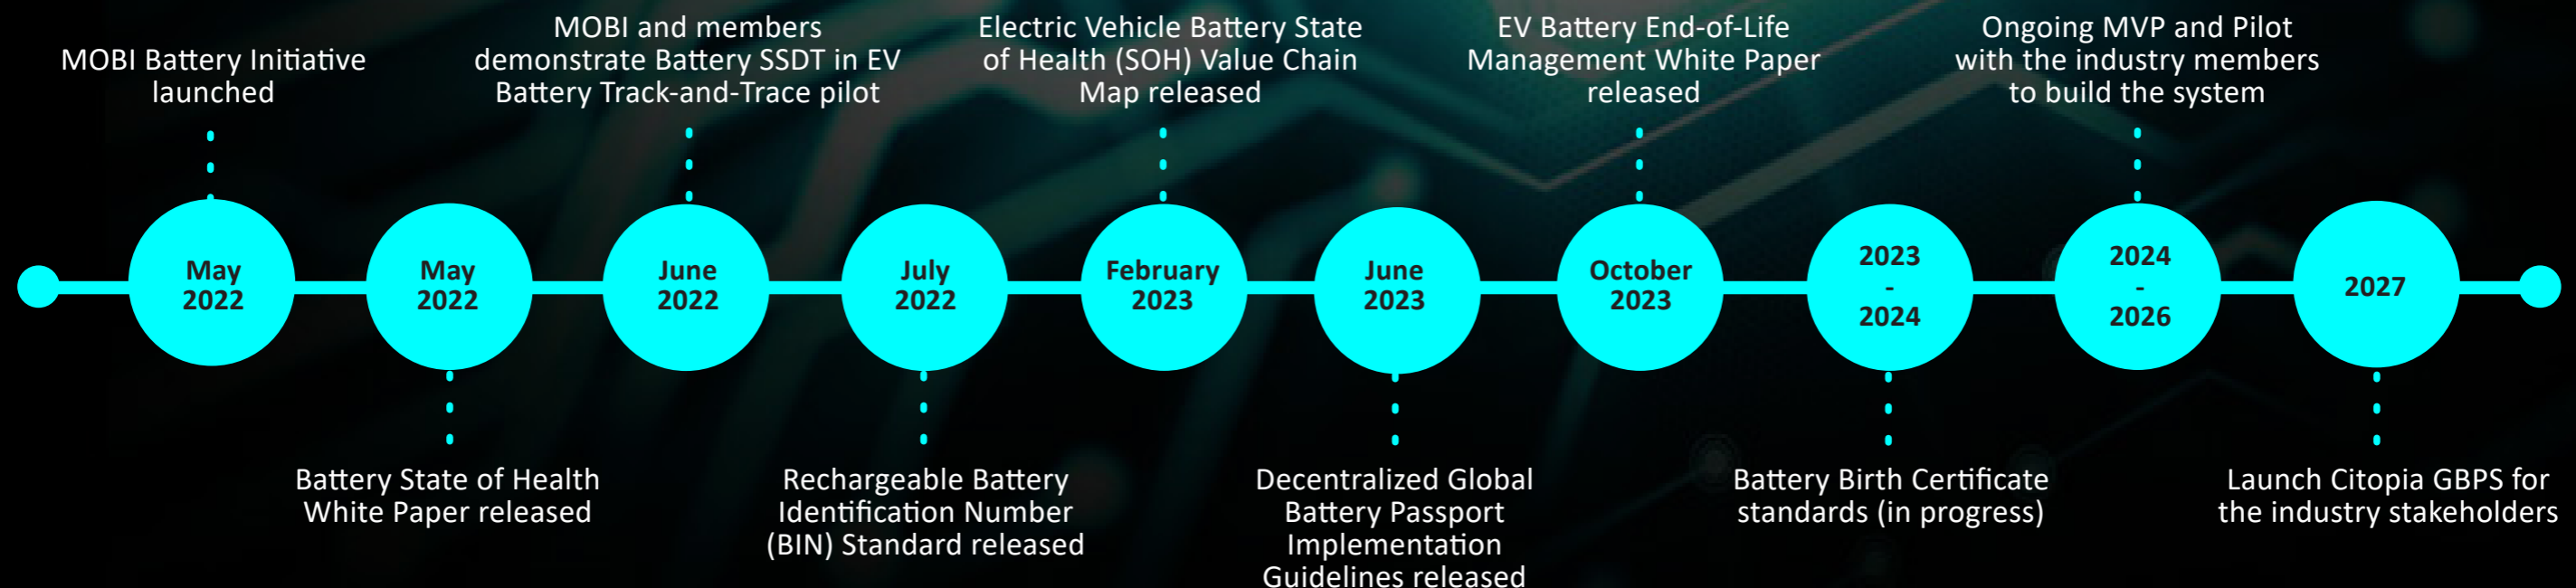 MOBI Battery Initiative
launched
May
2022
May
2022
Battery State of Health
White Paper released
MOBI and members
demonstrate Battery SSDT in EV
Battery Track-and-Trace pilot
June
2022
July
2022
Rechargeable Battery
Identification Number
(BIN) Standard released
Electric Vehicle Battery State
of Health (SOH) Value Chain
Map released
February
2023
June
2023
Decentralized Global
Battery Passport
Implementation
Guidelines released
EV Battery End-of-Life
Management White Paper
released
October
2023
2023
-
2024
Battery Birth Certificate
standards (in progress)
Ongoing MVP and Pilot
with the industry members
to build the system
2024
-
2026
2027
Launch Citopia GBPS for
the industry stakeholders